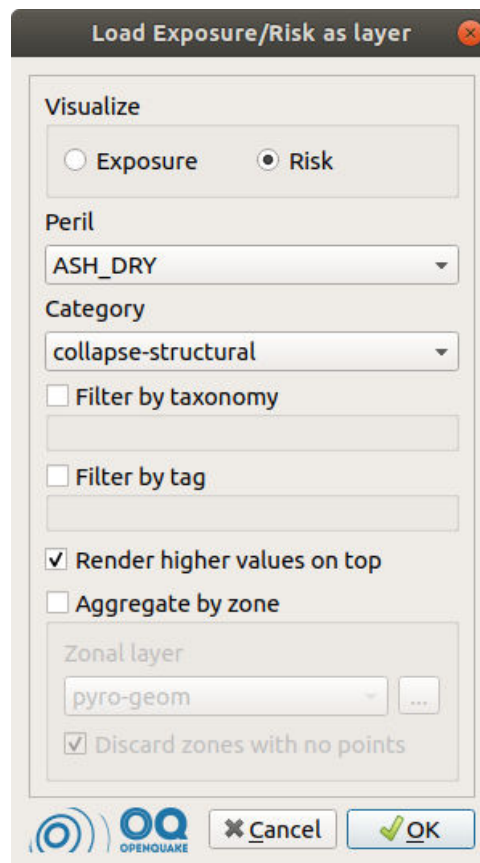 Load Exposure/Risk as layer
Visualize
Exposure Risk
Peril
ASH_DRY
Category
collapse-structural
Filter by taxonomy
Filter by tag
Render higher values on top
Aggregate by zone
Zonal layer
pyro-geom ...
Discard zones with no points
OQ
OPENQUAKE
Cancel OK